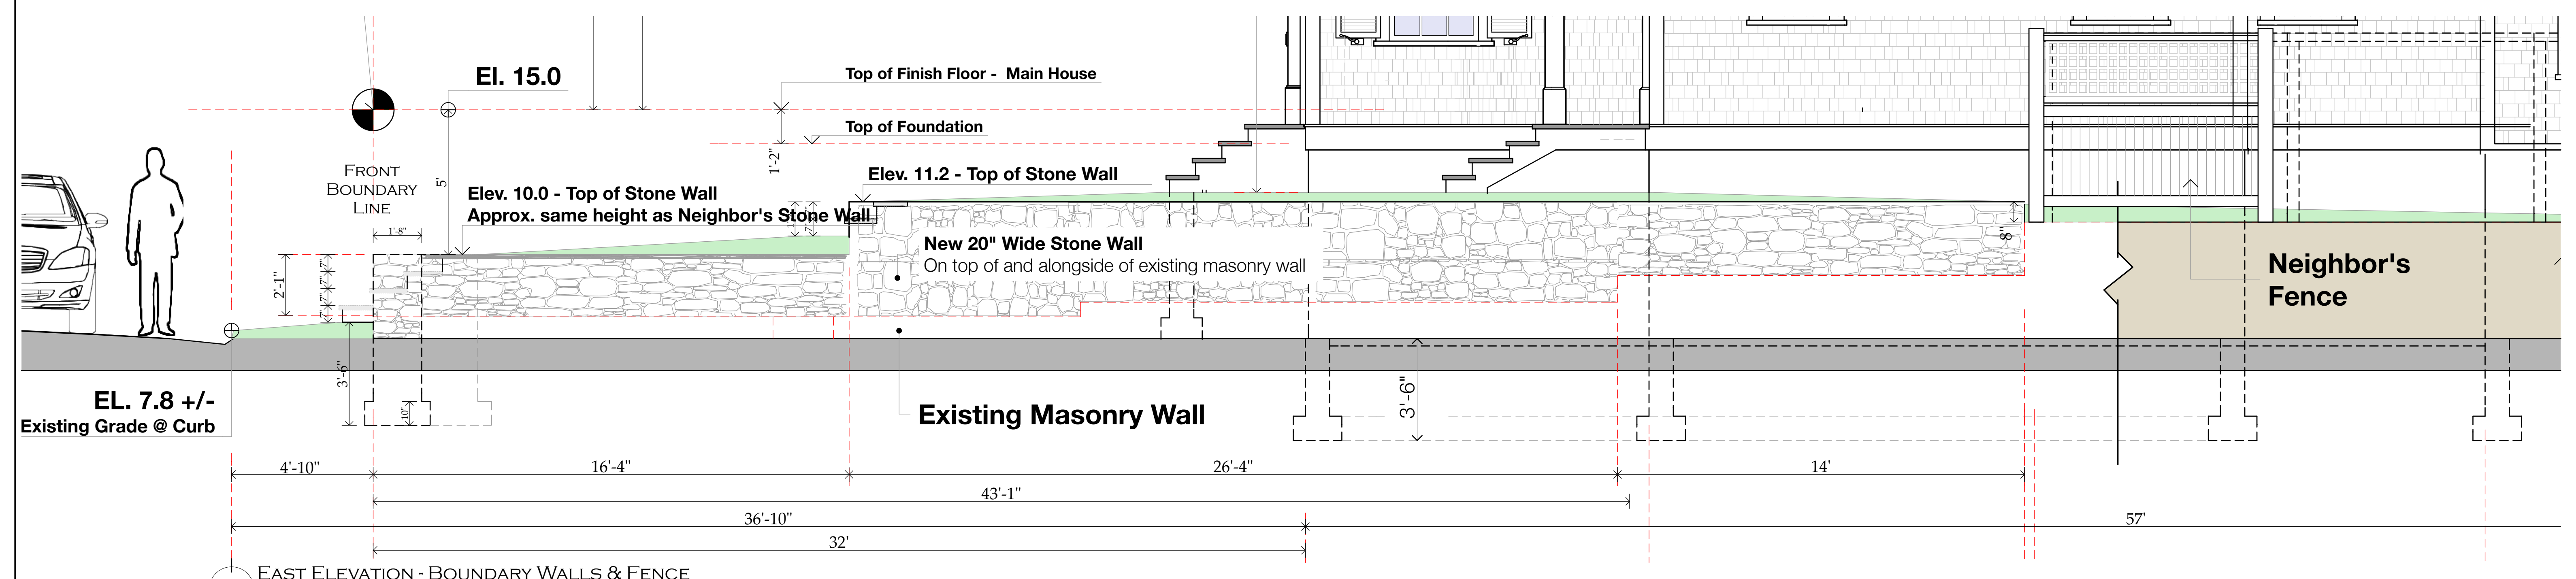 El. 15.0
Top of Finish Floor - Main House
Top of Foundation
1'-2"
FRONT
BOUNDARY
LINE
5'
Elev. 11.2 - Top of Stone Wall
Elev. 10.0 - Top of Stone Wall
Approx. same height as Neighbor's Stone Wall
1'-8"
New 20" Wide Stone Wall
On top of and alongside of existing masonry wall
8"
Neighbor's
Fence
2'-1"
7"
7"
7"
3'-6"
10"
EL. 7.8 +/-
Existing Grade @ Curb
Existing Masonry Wall
3'-6"
4'-10"
16'-4"
26'-4"
14'
43'-1"
36'-10"
57'
32'
EAST ELEVATION - BOUNDARY WALLS & FENCE